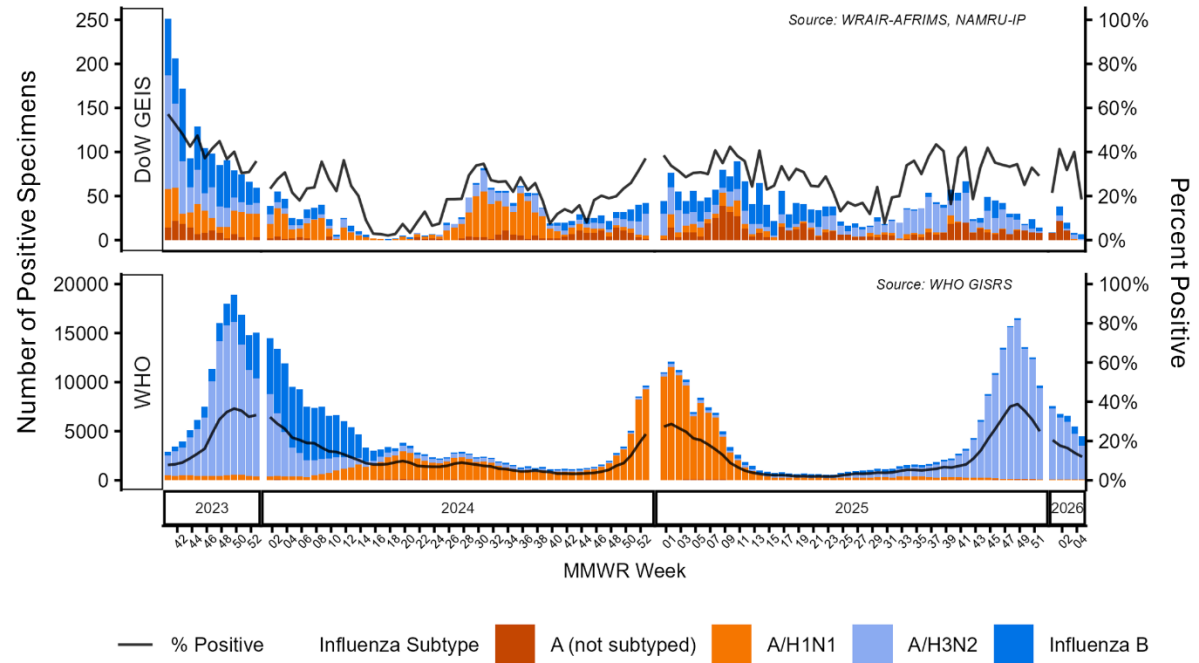 Source: WRAIR-AFRIMS, NAMRU-IP
Number of Positive Specimens
Percent Positive
DoW GEIS
250
200
150
100
50
0
100%
80%
60%
40%
20%
0%
Source: WHO GISRS
WHO
20000
15000
10000
5000
0
100%
80%
60%
40%
20%
0%
2023 2024 2025 2026
42 44 46 48 50 52 02 04 06 08 10 12 14 16 18 20 22 24 26 28 30 32 34 36 38 40 42 44 46 48 50 52 01 03 05 07 09 11 13 15 17 19 21 23 25 27 29 31 33 35 37 39 41 43 45 47 49 51 02 04
MMWR Week
% Positive Influenza Subtype A (not subtyped) A/H1N1 A/H3N2 Influenza B